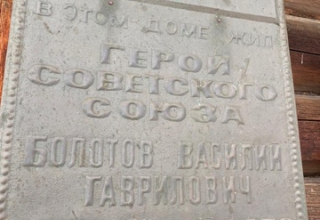 В ЭТОМ ДОМЕ ЖИЛ
ГЕРОЙ
СОВЕТСКОГО
СОЮЗА
БОЛОТОВ ВАСИЛИЙ
ГАВРИЛОВИЧ